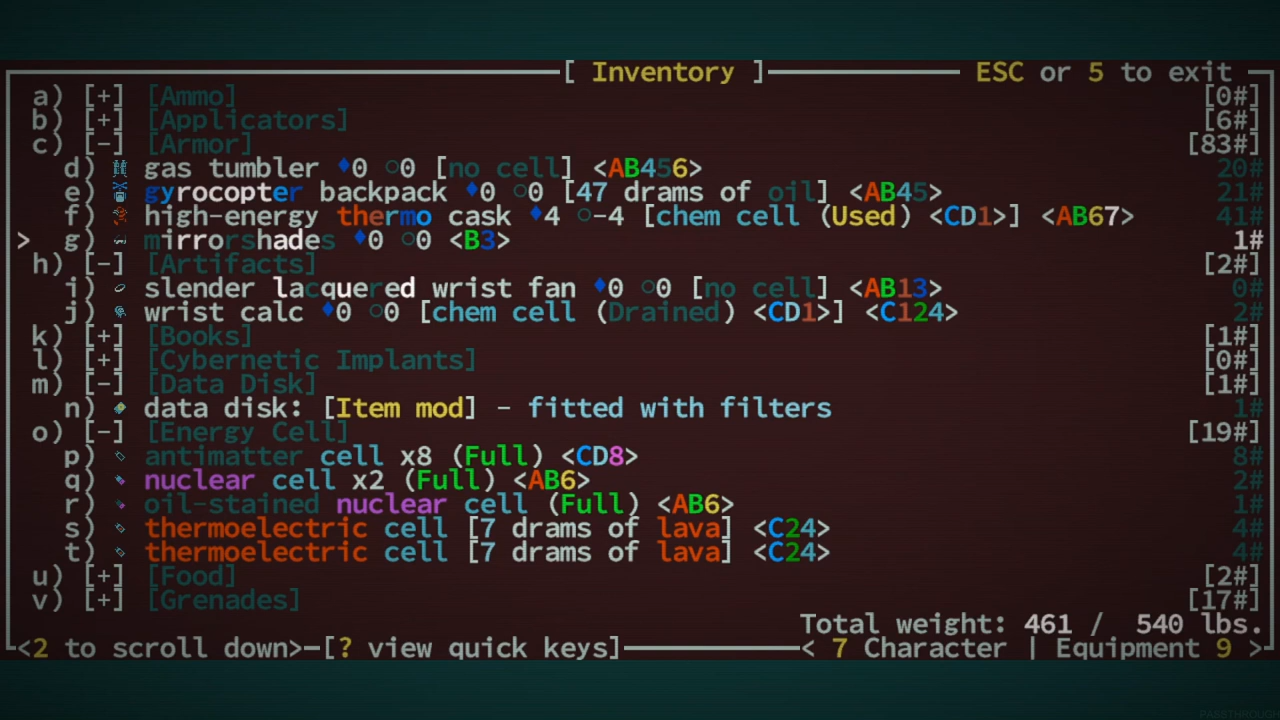 [ Inventory ] ESC or 5 to exit
a) [+] [Ammo] [0#]
b) [+] [Applicators] [6#]
c) [-] [Armor] [83#]
d) gas tumbler ♦0 ○0 [no cell] <AB456> 20#
e) gyrocopter backpack ♦0 ○0 [47 drams of oil] <AB45> 21#
f) high-energy thermo cask ♦4 ○-4 [chem cell (Used) <CD1>] <AB67> 41#
> g) mirrorshades ♦0 ○0 <B3> 1#
h) [-] [Artifacts] [2#]
i) slender lacquered wrist fan ♦0 ○0 [no cell] <AB13> 0#
j) wrist calc ♦0 ○0 [chem cell (Drained) <CD1>] <C124> 2#
k) [+] [Books] [1#]
l) [+] [Cybernetic Implants] [0#]
m) [-] [Data Disk] [1#]
n) data disk: [Item mod] - fitted with filters 1#
o) [-] [Energy Cell] [19#]
p) antimatter cell x8 (Full) <CD8> 8#
q) nuclear cell x2 (Full) <AB6> 2#
r) oil-stained nuclear cell (Full) <AB6> 1#
s) thermoelectric cell [7 drams of lava] <C24> 4#
t) thermoelectric cell [7 drams of lava] <C24> 4#
u) [+] [Food] [2#]
v) [+] [Grenades] [17#]
Total weight: 461 / 540 lbs.
<2 to scroll down> [? view quick keys] < 7 Character | Equipment 9 >